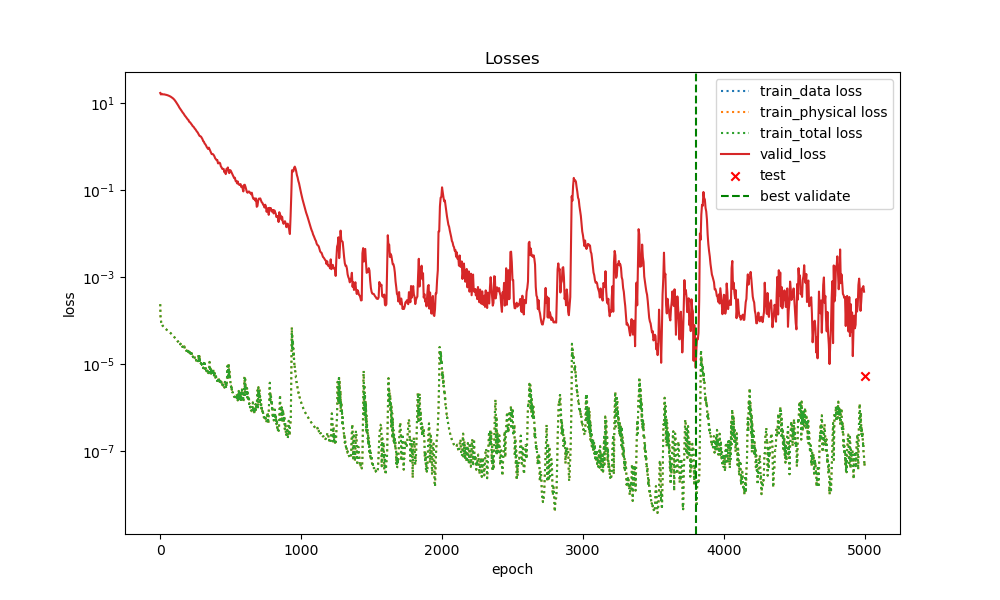 Losses
train_data loss
train_physical loss
train_total loss
valid_loss
test
best validate
loss
10^1
10^-1
10^-3
10^-5
10^-7
0 1000 2000 3000 4000 5000
epoch